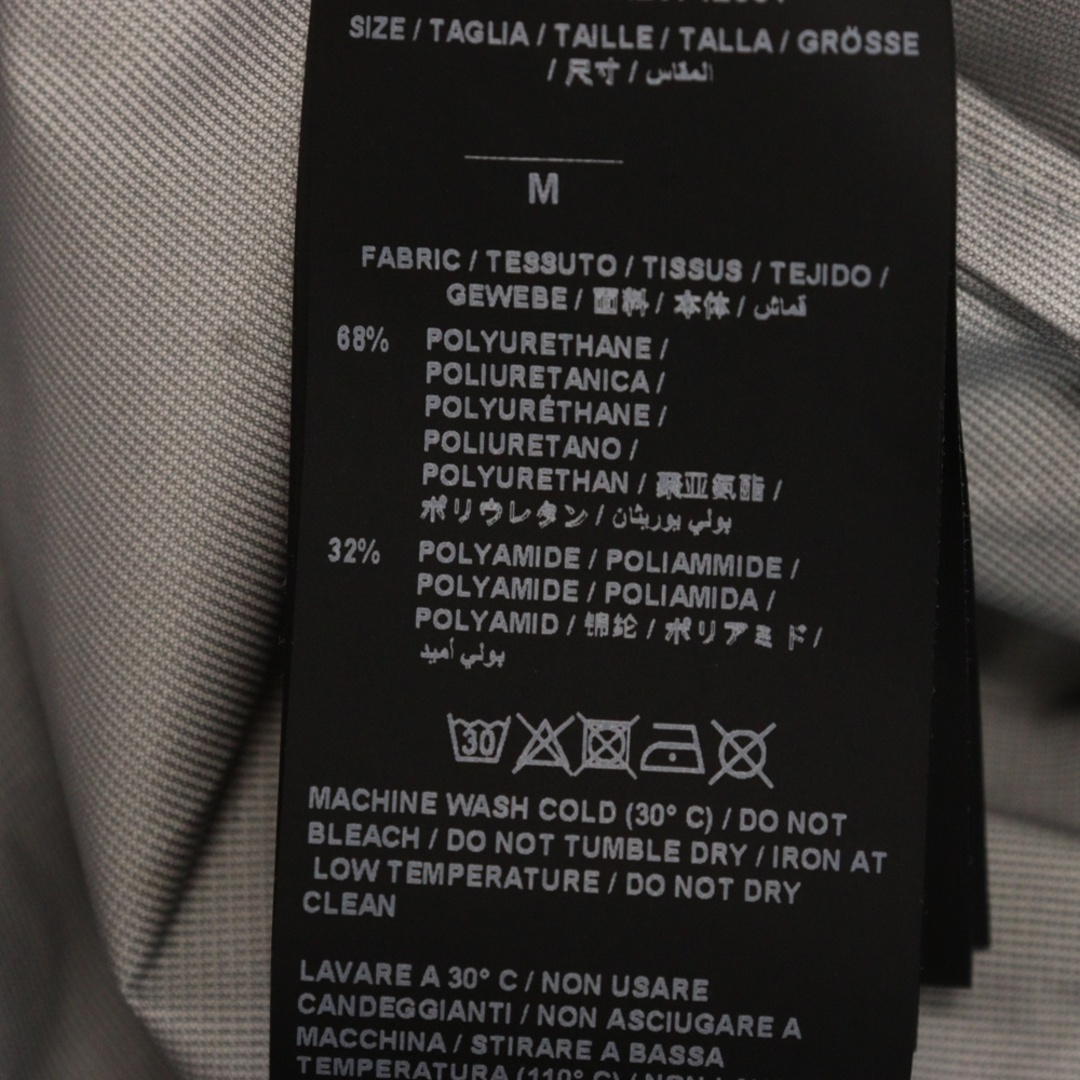 SIZE / TAGLIA / TAILLE / TALLA / GRÖSSE
/ 尺寸 / المقاس
M
FABRIC / TESSUTO / TISSUS / TEJIDO /
GEWEBE / 面料 / 本体 / قماش
68% POLYURETHANE /
POLIURETANICA /
POLYURÉTHANE /
POLIURETANO /
POLYURETHAN / 聚亚氨酯 /
ポリウレタン / بولي يوريثان
32% POLYAMIDE / POLIAMMIDE /
POLYAMIDE / POLIAMIDA /
POLYAMID / 锦纶 / ポリアミド /
بولي أميد
30
MACHINE WASH COLD (30° C) / DO NOT
BLEACH / DO NOT TUMBLE DRY / IRON AT
LOW TEMPERATURE / DO NOT DRY
CLEAN
LAVARE A 30° C / NON USARE
CANDEGGIANTI / NON ASCIUGARE A
MACCHINA / STIRARE A BASSA
TEMPERATURA (110° C) / NON